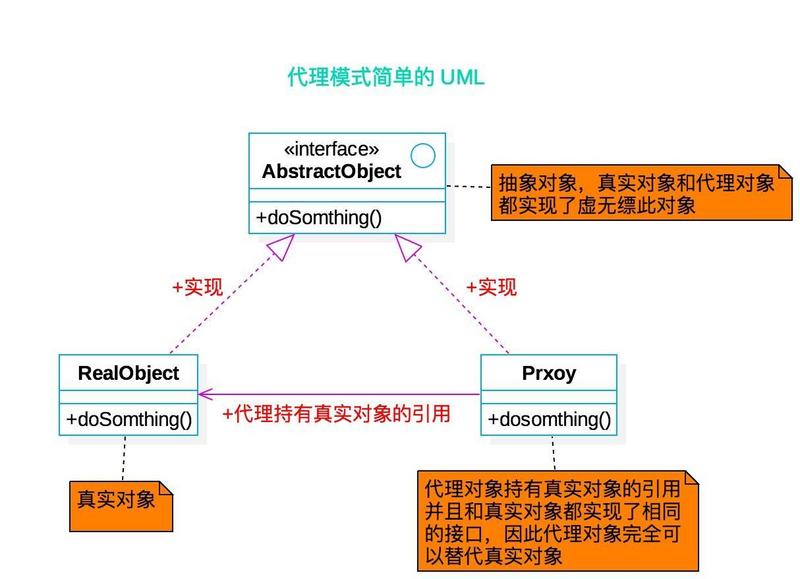 代理模式简单的 UML
«interface»
AbstractObject
+doSomthing()
抽象对象，真实对象和代理对象
都实现了虚无缥此对象
+实现
+实现
RealObject
+doSomthing()
Prxoy
+dosomthing()
+代理持有真实对象的引用
真实对象
代理对象持有真实对象的引用
并且和真实对象都实现了相同
的接口，因此代理对象完全可
以替代真实对象